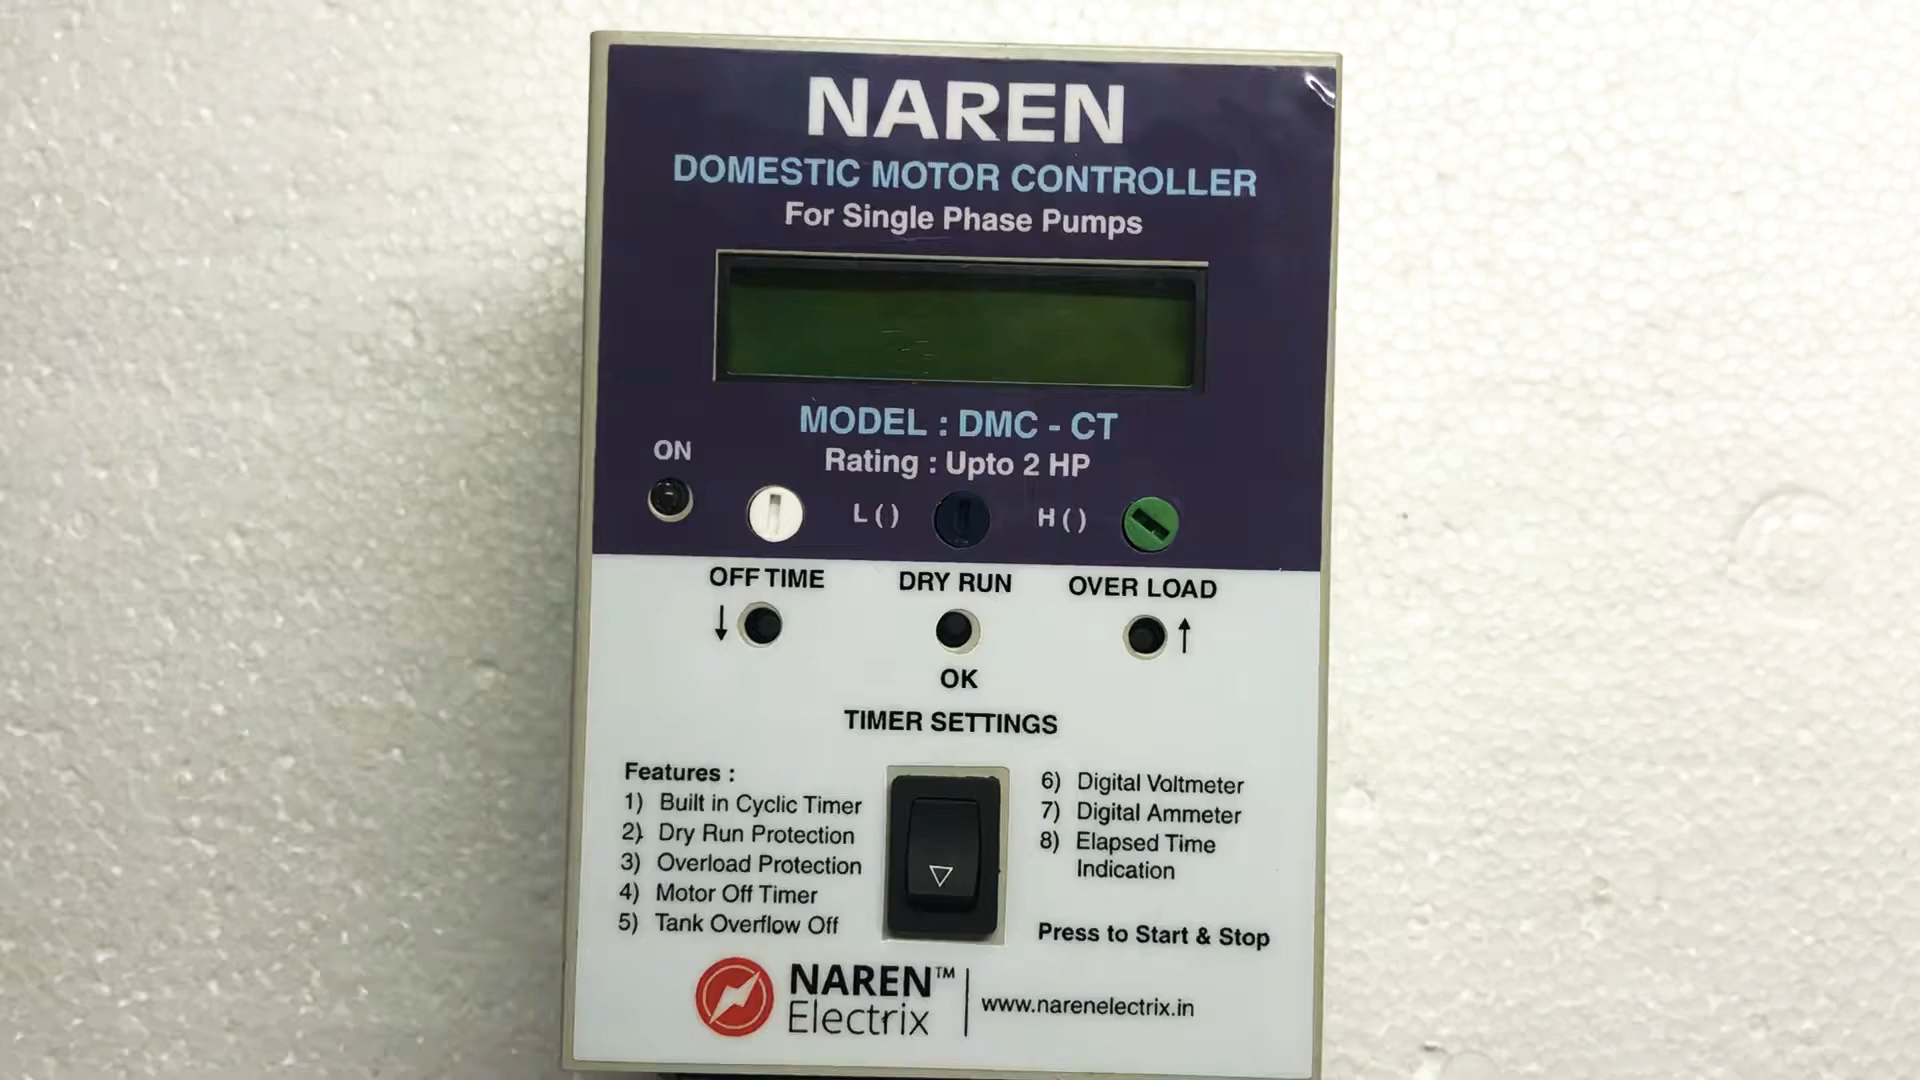 NAREN
DOMESTIC MOTOR CONTROLLER
For Single Phase Pumps
MODEL : DMC - CT
Rating : Upto 2 HP
ON
L ( )
H ( )
OFF TIME
DRY RUN
OVER LOAD
↓
↑
OK
TIMER SETTINGS
Features :
1) Built in Cyclic Timer
2) Dry Run Protection
3) Overload Protection
4) Motor Off Timer
5) Tank Overflow Off
6) Digital Voltmeter
7) Digital Ammeter
8) Elapsed Time
Indication
Press to Start & Stop
NAREN™
Electrix
www.narenelectrix.in